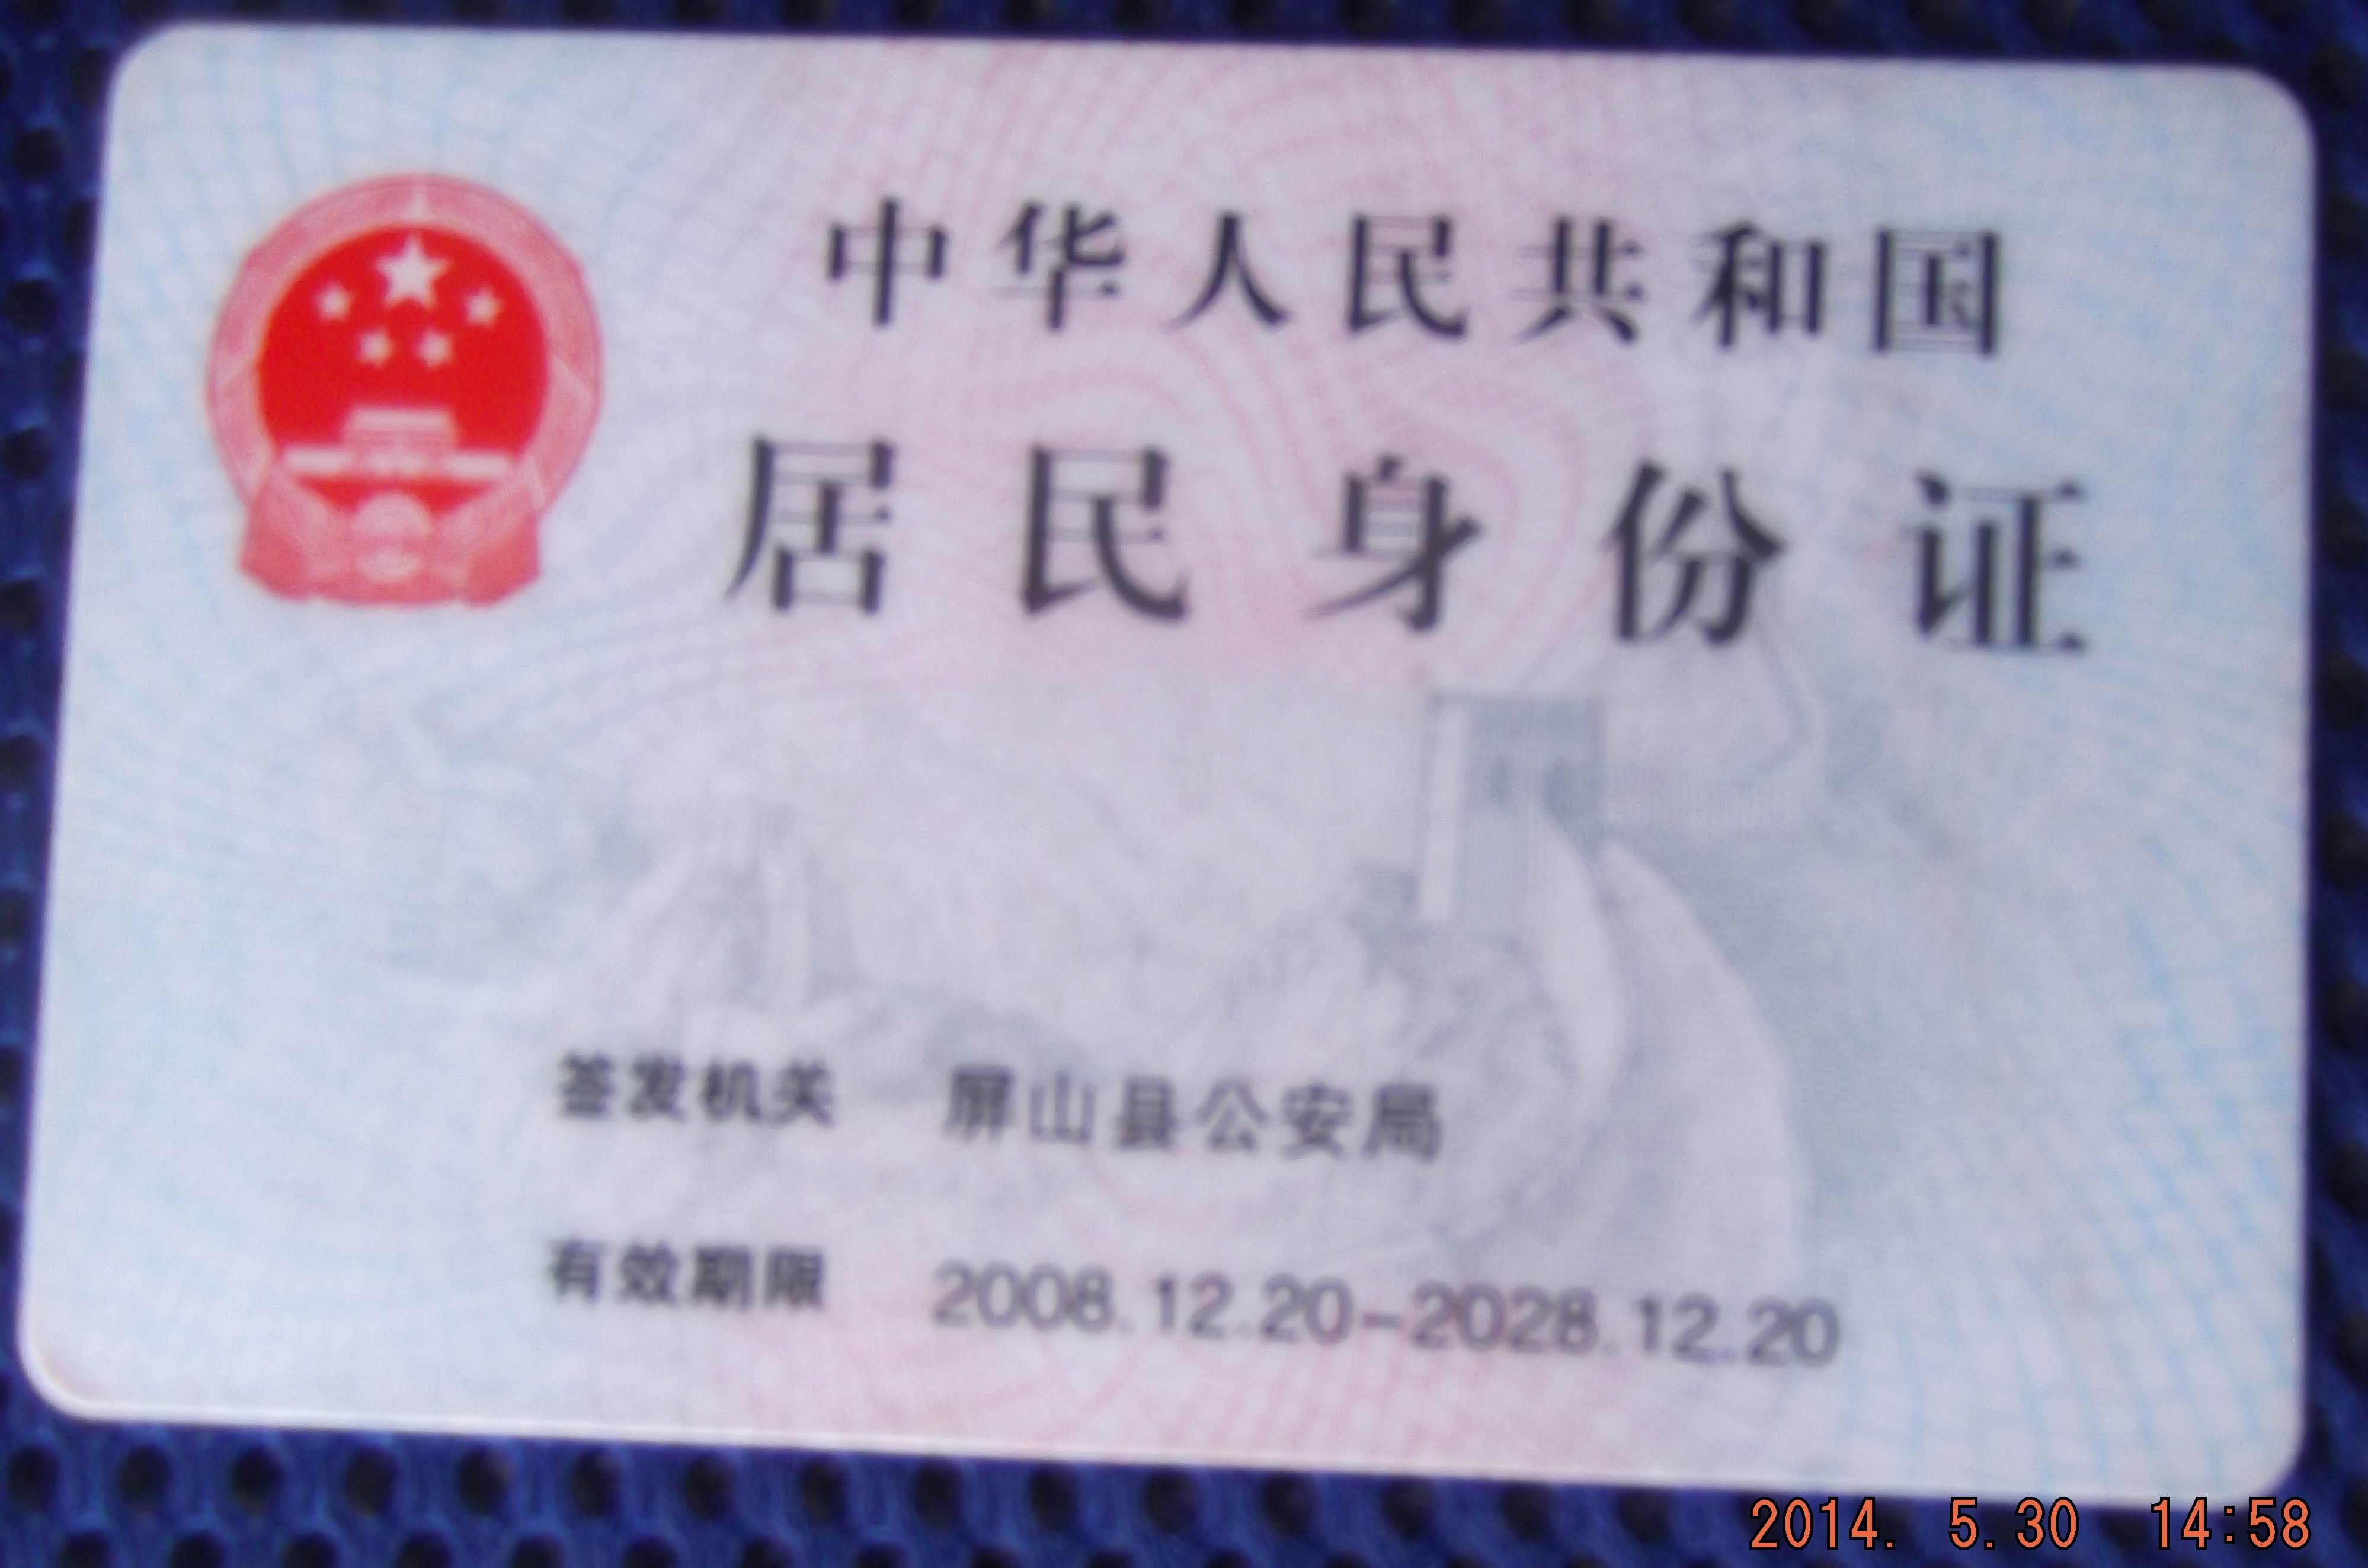 中华人民共和国
居民身份证
签发机关 屏山县公安局
有效期限 2008.12.20-2028.12.20
2014. 5.30 14:58